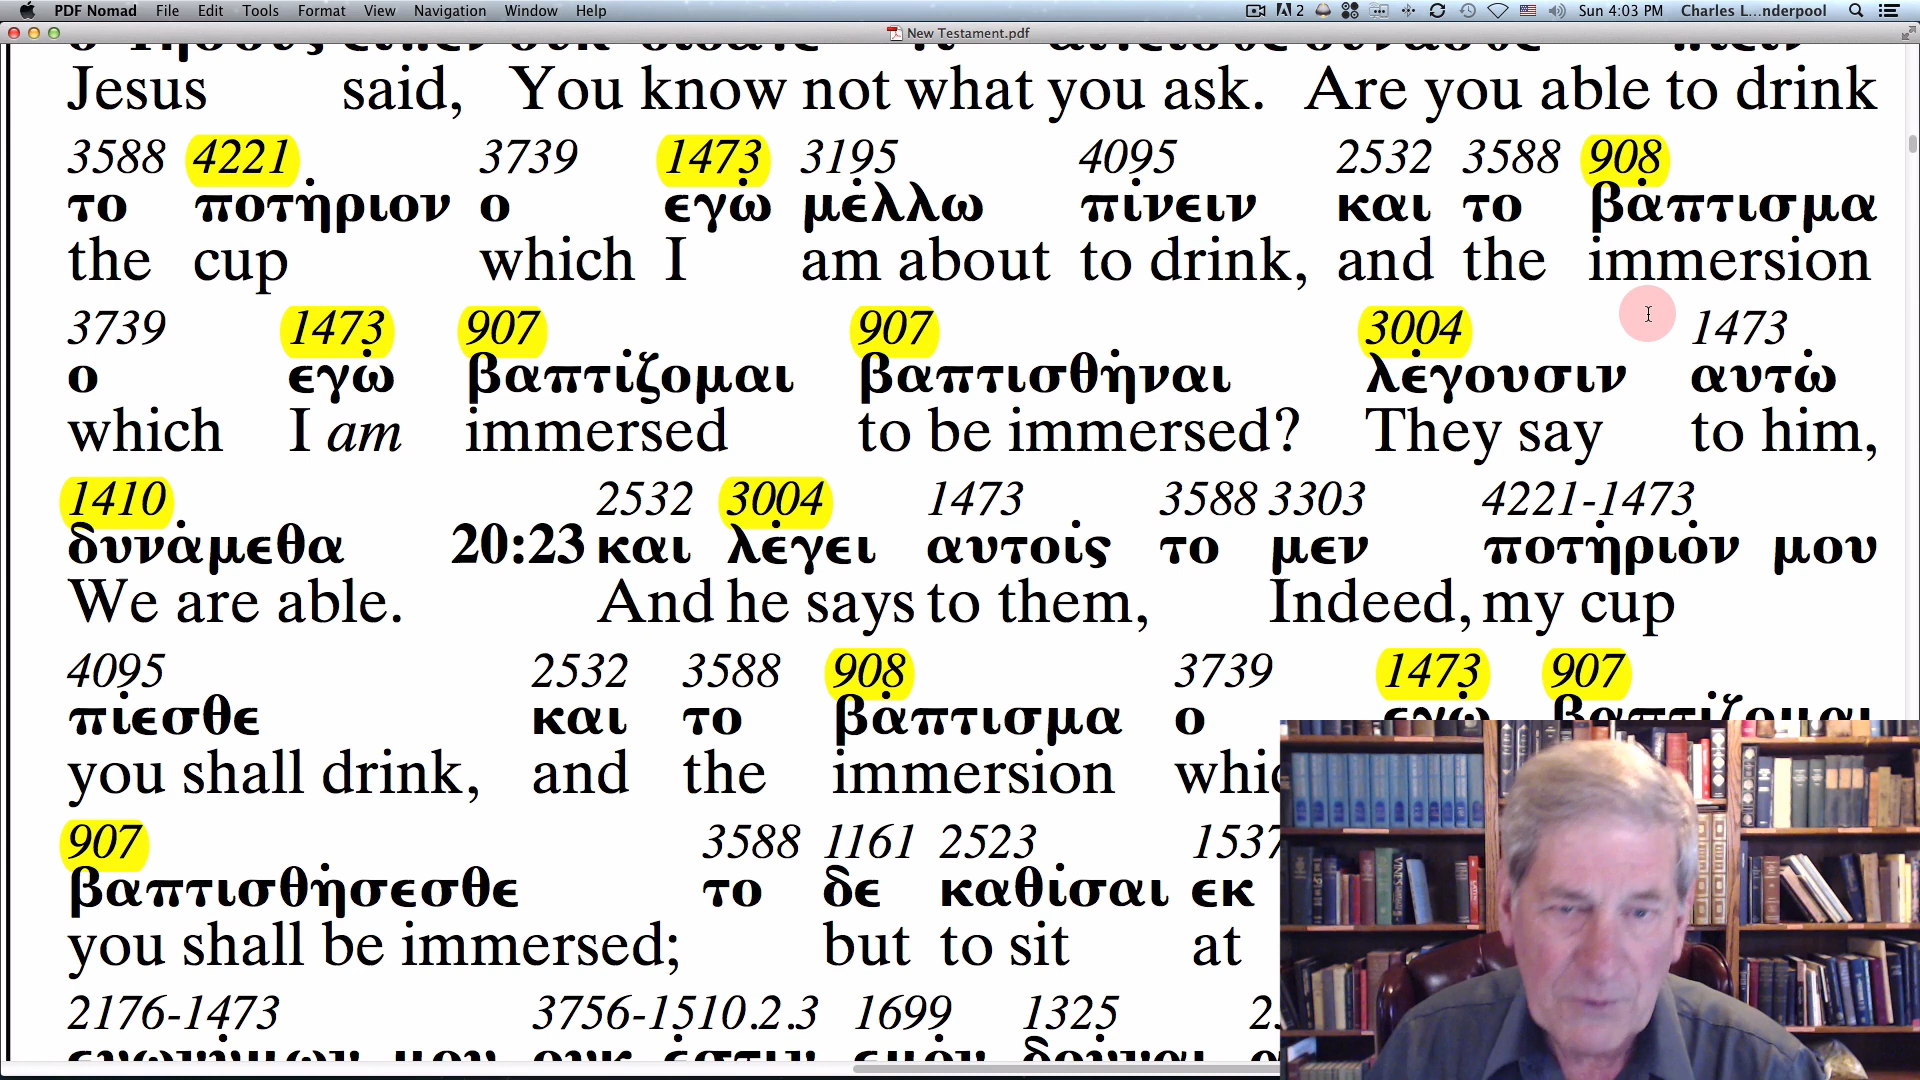 PDF Nomad File Edit Tools Format View Navigation Window Help 2 Sun 4:03 PM Charles L...nderpool
New Testament.pdf
Jesus said, You know not what you ask. Are you able to drink
3588 4221 3739 1473 3195 4095 2532 3588 908
το ποτήριον ο εγώ μέλλω πίνειν και το βάπτισμα
the cup which I am about to drink, and the immersion
3739 1473 907 907 3004 1473
ο εγώ βαπτίζομαι βαπτισθήναι λέγουσιν αυτώ
which I am immersed to be immersed? They say to him,
1410 2532 3004 1473 3588 3303 4221-1473
δυνάμεθα 20:23 και λέγει αυτοίς το μεν ποτήριόν μου
We are able. And he says to them, Indeed, my cup
4095 2532 3588 908 3739 1473 907
πίεσθε και το βάπτισμα ο εγώ βαπτίζομαι
you shall drink, and the immersion whic
907 3588 1161 2523 1537
βαπτισθήσεσθε το δε καθίσαι εκ
you shall be immersed; but to sit at
2176-1473 3756-1510.2.3 1699 1325 2